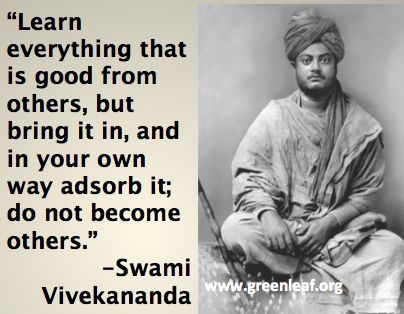 “Learn
everything that
is good from
others, but
bring it in, and
in your own
way adsorb it;
do not become
others.”
–Swami
Vivekananda
www.greenleaf.org